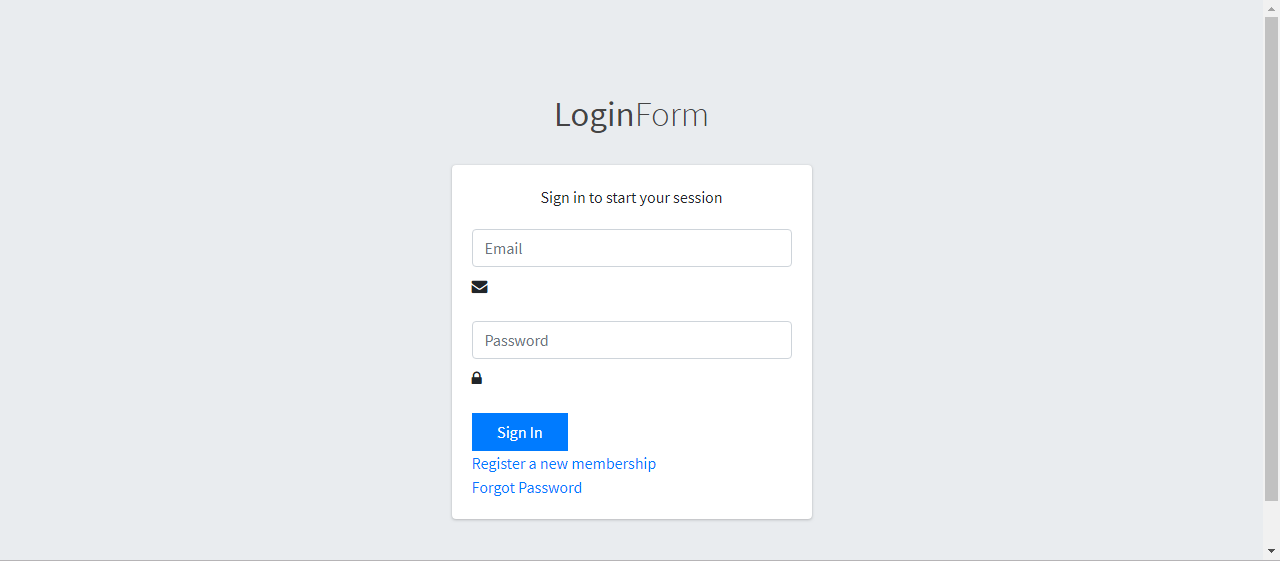 LoginForm
Sign in to start your session
Email
Password
Sign In
Register a new membership
Forgot Password